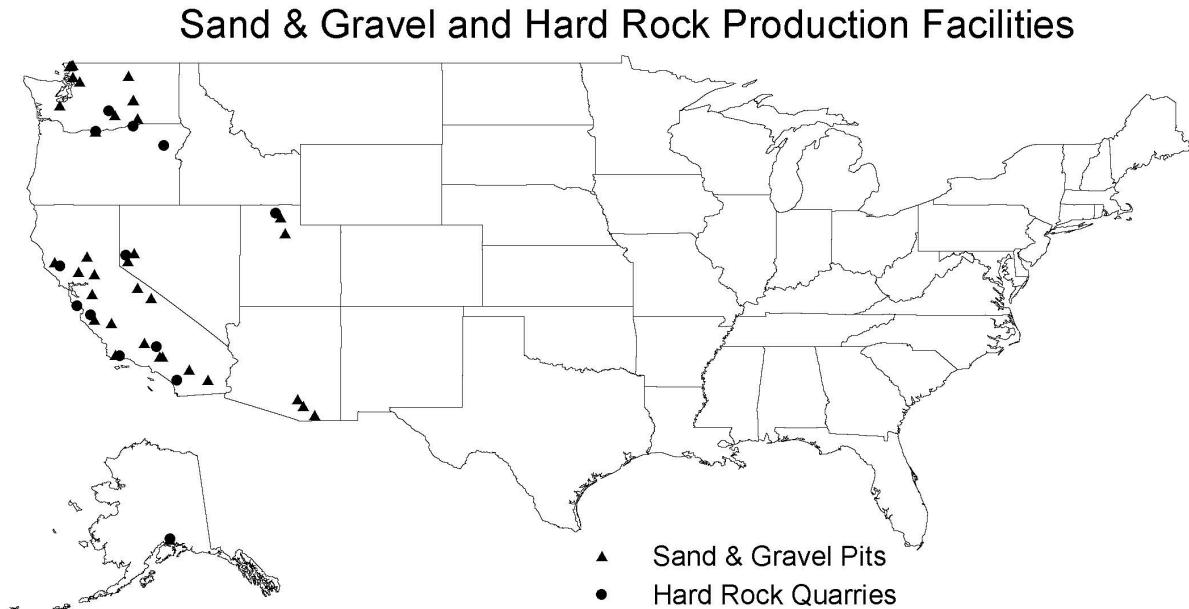 Sand & Gravel and Hard Rock Production Facilities
Sand & Gravel Pits
Hard Rock Quarries